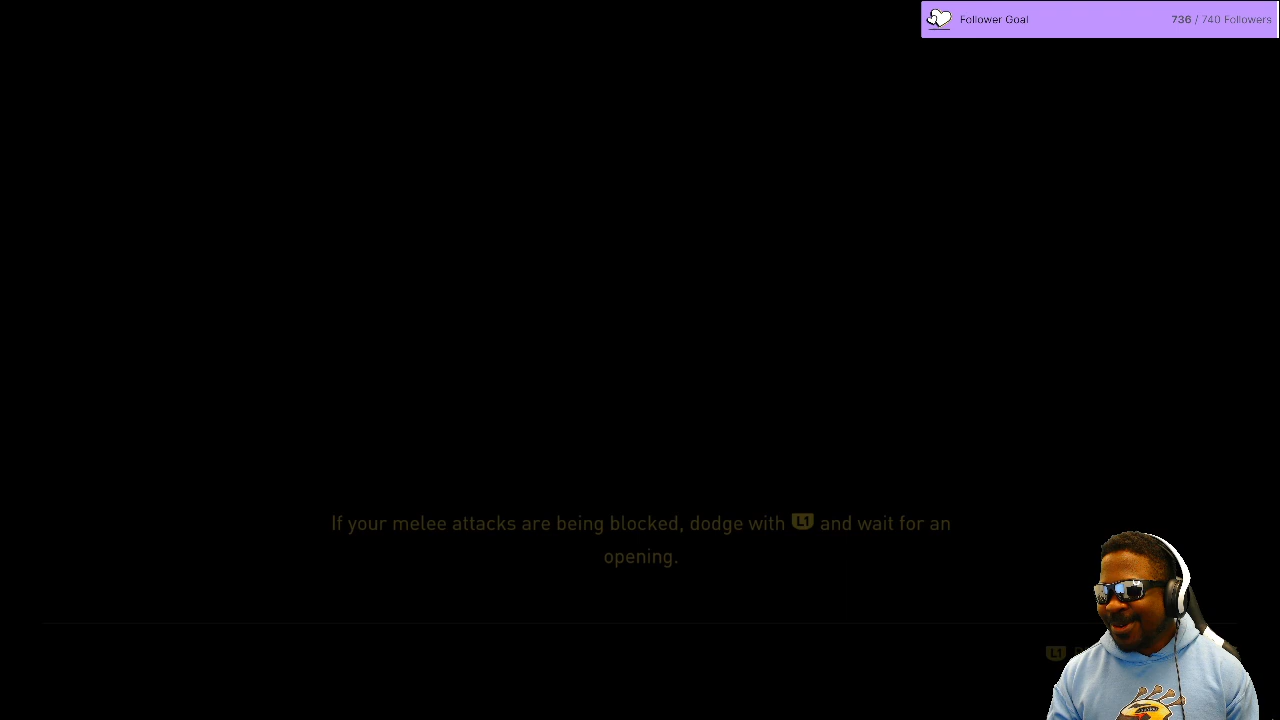 Follower Goal 736 / 740 Followers
If your melee attacks are being blocked, dodge with L1 and wait for an
opening.
L1